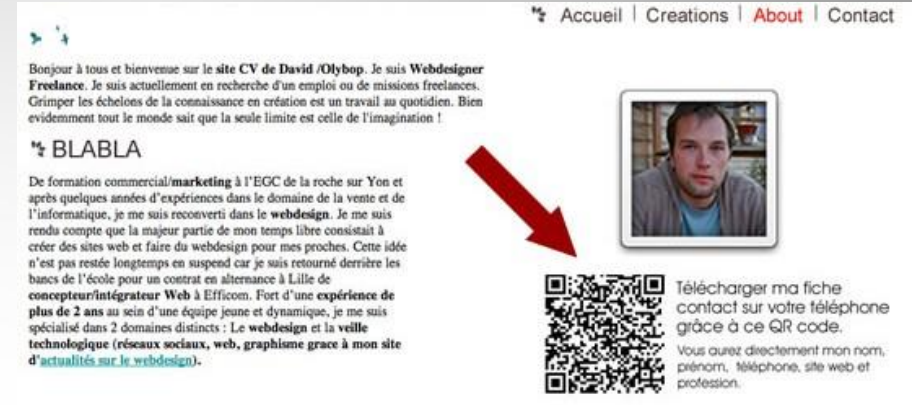 Accueil | Creations | About | Contact
Bonjour à tous et bienvenue sur le site CV de David /Olybop. Je suis Webdesigner
Freelance. Je suis actuellement en recherche d'un emploi ou de missions freelances.
Grimper les échelons de la connaissance en création est un travail au quotidien. Bien
evidemment tout le monde sait que la seule limite est celle de l'imagination !
BLABLA
De formation commercial/marketing à l'EGC de la roche sur Yon et
après quelques années d'expériences dans le domaine de la vente et de
l'informatique, je me suis reconverti dans le webdesign. Je me suis
rendu compte que la majeur partie de mon temps libre consistait à
créer des sites web et faire du webdesign pour mes proches. Cette idée
n'est pas restée longtemps en suspend car je suis retourné derrière les
bancs de l'école pour un contrat en alternance à Lille de
concepteur/intégrateur Web à Efficom. Fort d'une expérience de
plus de 2 ans au sein d'une équipe jeune et dynamique, je me suis
spécialisé dans 2 domaines distincts : Le webdesign et la veille
technologique (réseaux sociaux, web, graphisme grace à mon site
d'actualités sur le webdesign).
Télécharger ma fiche
contact sur votre téléphone
grâce à ce QR code.
Vous aurez directement mon nom,
prénom, téléphone, site web et
profession.